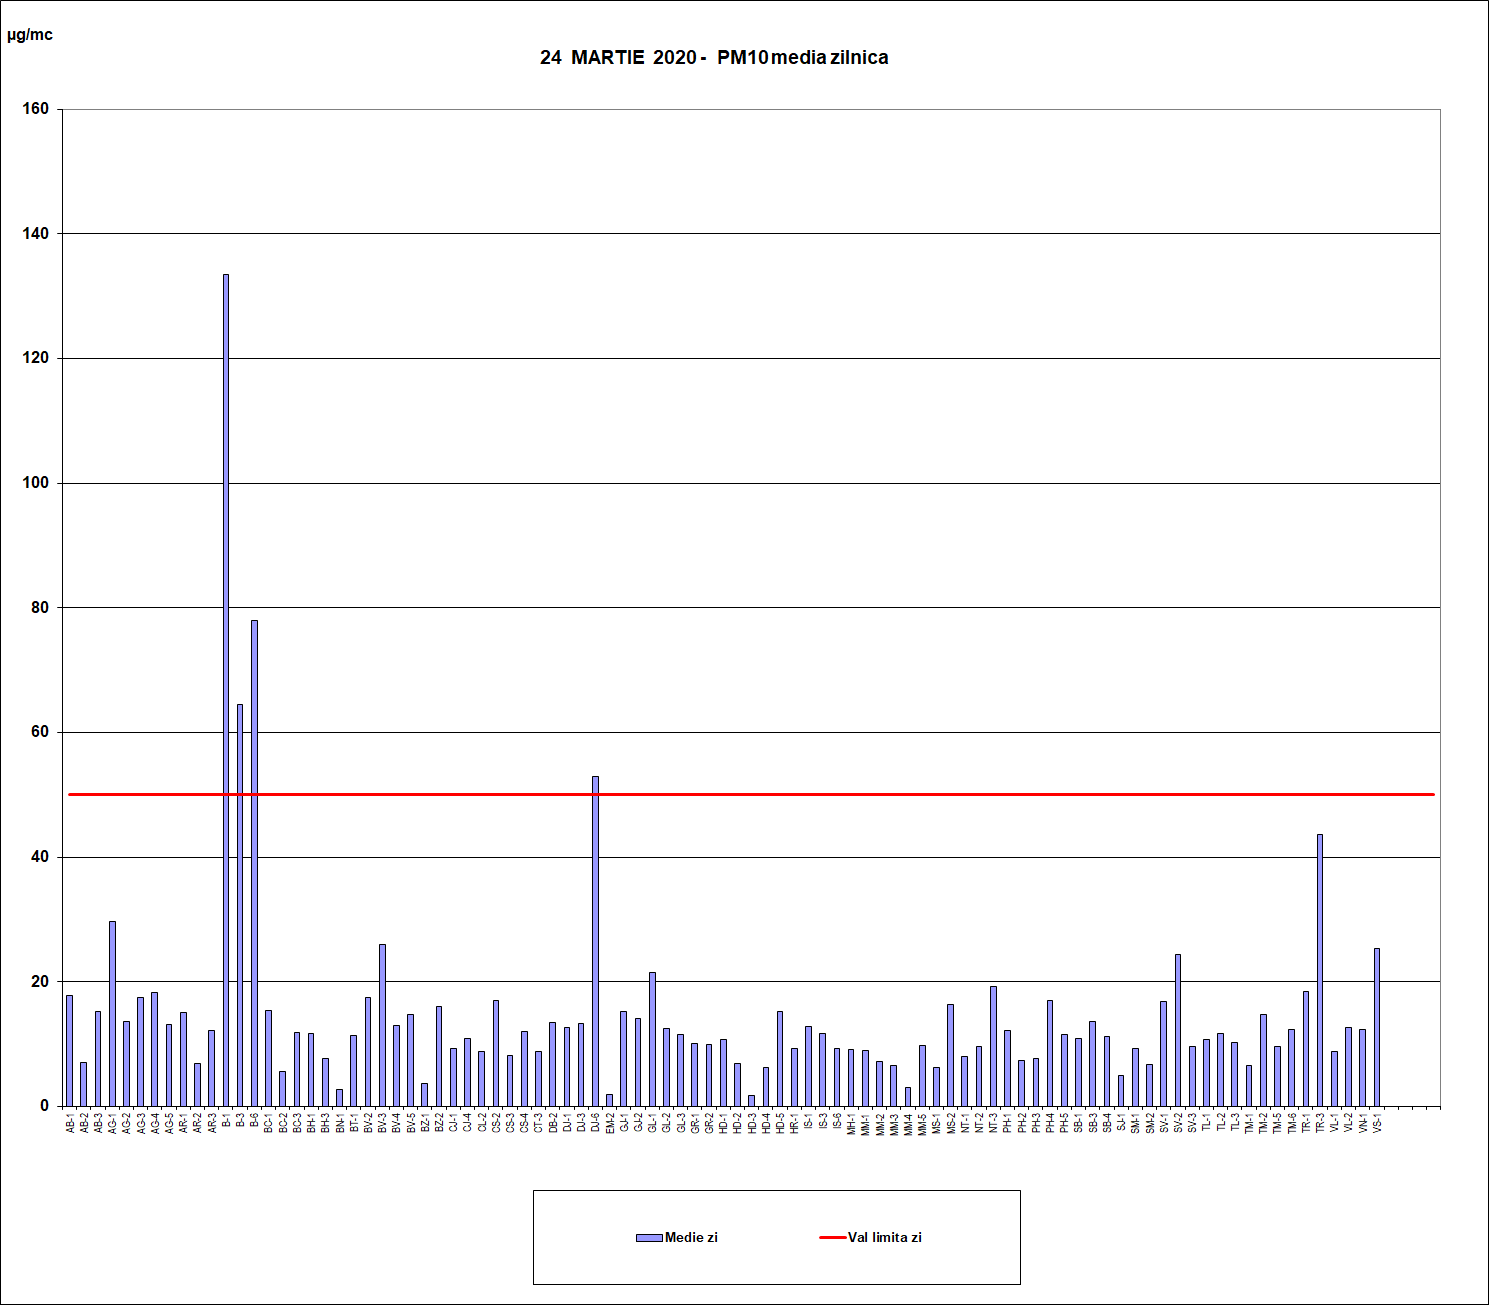 µg/mc
24 MARTIE 2020 - PM10 media zilnica
160
140
120
100
80
60
40
20
0
AB-1 AB-2 AB-3 AG-1 AG-2 AG-3 AG-4 AG-5 AR-1 AR-2 AR-3 B-1 B-3 B-6 BC-1 BC-2 BC-3 BH-1 BH-3 BN-1 BT-1 BV-2 BV-3 BV-4 BV-5 BZ-1 BZ-2 CJ-1 CJ-4 CL-2 CS-2 CS-3 CS-4 CT-3 DB-2 DJ-1 DJ-3 DJ-6 EM-2 GJ-1 GJ-2 GL-1 GL-2 GL-3 GR-1 GR-2 HD-1 HD-2 HD-3 HD-4 HD-5 HR-1 IS-1 IS-3 IS-6 MH-1 MM-1 MM-2 MM-3 MM-4 MM-5 MS-1 MS-2 NT-1 NT-2 NT-3 PH-1 PH-2 PH-3 PH-4 PH-5 SB-1 SB-3 SB-4 SJ-1 SM-1 SM-2 SV-1 SV-2 SV-3 TL-1 TL-2 TL-3 TM-1 TM-2 TM-5 TM-6 TR-1 TR-3 VL-1 VL-2 VN-1 VS-1
Medie zi Val limita zi